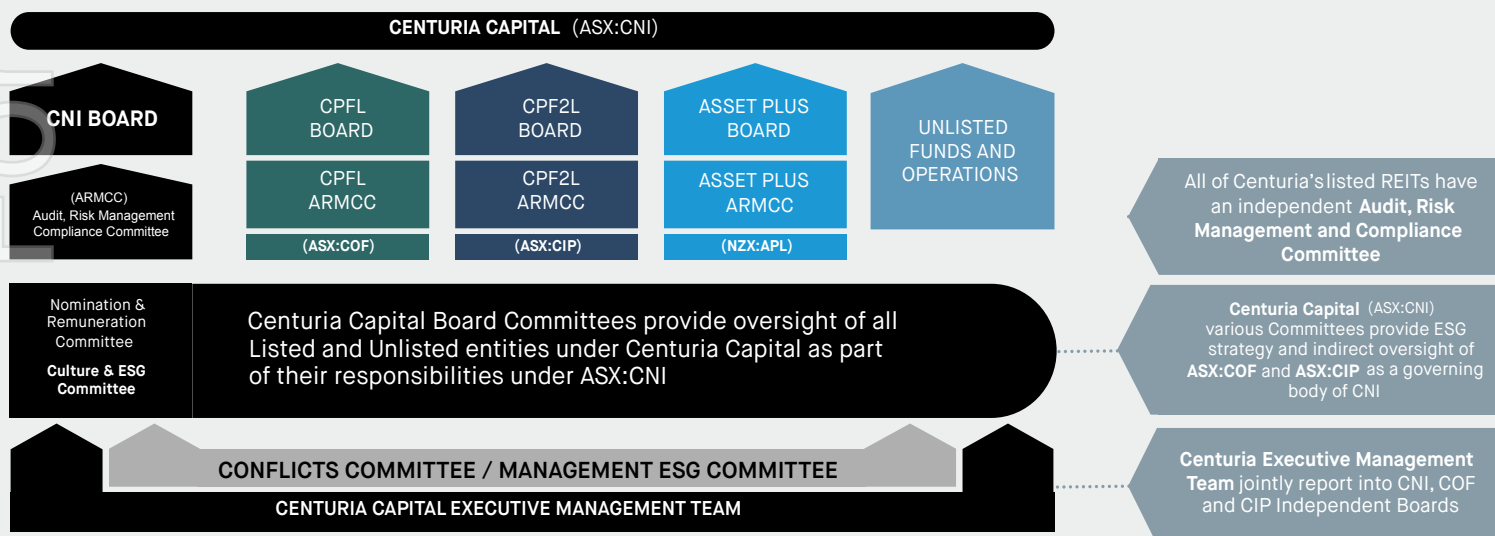 CENTURIA CAPITAL (ASX:CNI)
CNI BOARD
(ARMCC)
Audit, Risk Management
Compliance Committee
CPFL
BOARD
CPFL
ARMCC
(ASX:COF)
CPF2L
BOARD
CPF2L
ARMCC
(ASX:CIP)
ASSET PLUS
BOARD
ASSET PLUS
ARMCC
(NZX:APL)
UNLISTED
FUNDS AND
OPERATIONS
All of Centuria's listed REITs have
an independent Audit, Risk
Management and Compliance
Committee
Nomination &
Remuneration
Committee
Culture & ESG
Committee
Centuria Capital Board Committees provide oversight of all
Listed and Unlisted entities under Centuria Capital as part
of their responsibilities under ASX:CNI
Centuria Capital (ASX:CNI)
various Committees provide ESG
strategy and indirect oversight of
ASX:COF and ASX:CIP as a governing
body of CNI
CONFLICTS COMMITTEE / MANAGEMENT ESG COMMITTEE
CENTURIA CAPITAL EXECUTIVE MANAGEMENT TEAM
Centuria Executive Management
Team jointly report into CNI, COF
and CIP Independent Boards